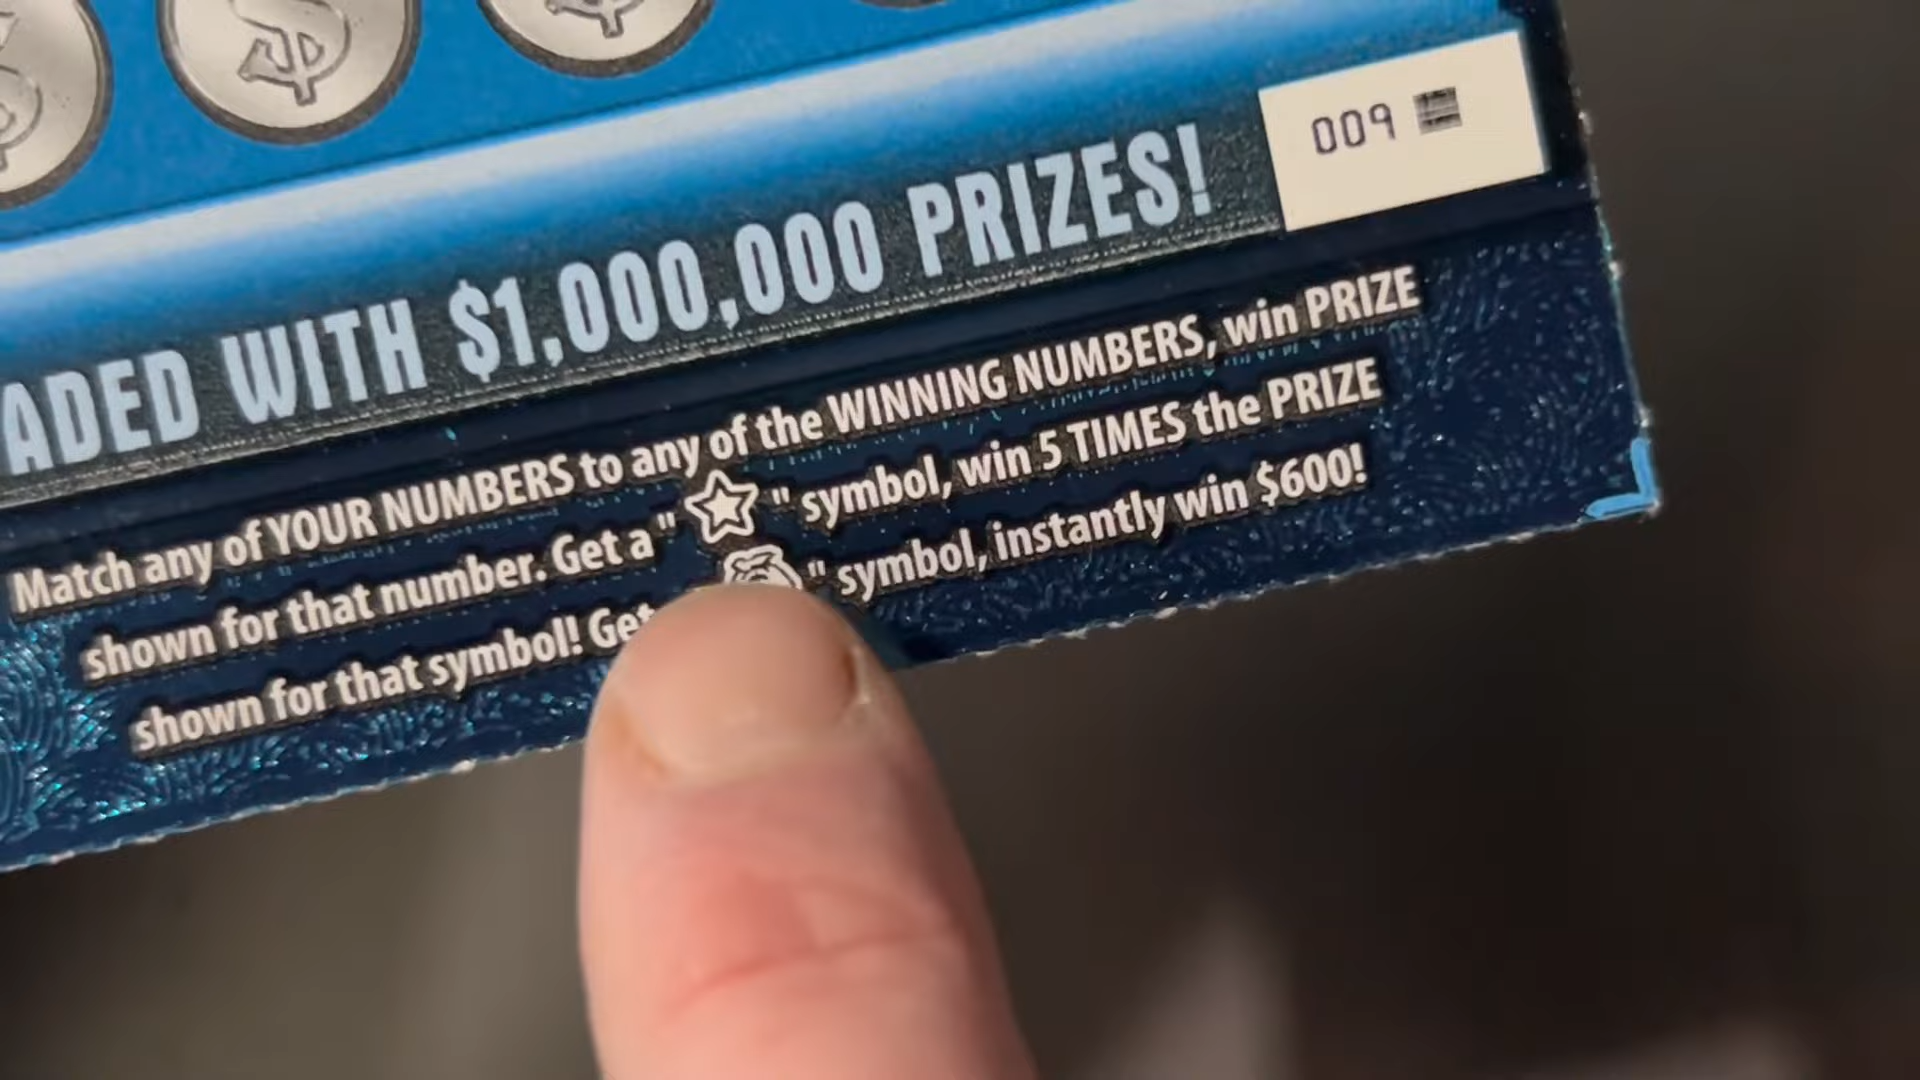 009
ADED WITH $1,000,000 PRIZES!
Match any of YOUR NUMBERS to any of the WINNING NUMBERS, win PRIZE
shown for that number. Get a "☆" symbol, win 5 TIMES the PRIZE
shown for that symbol! Get " symbol, instantly win $600!